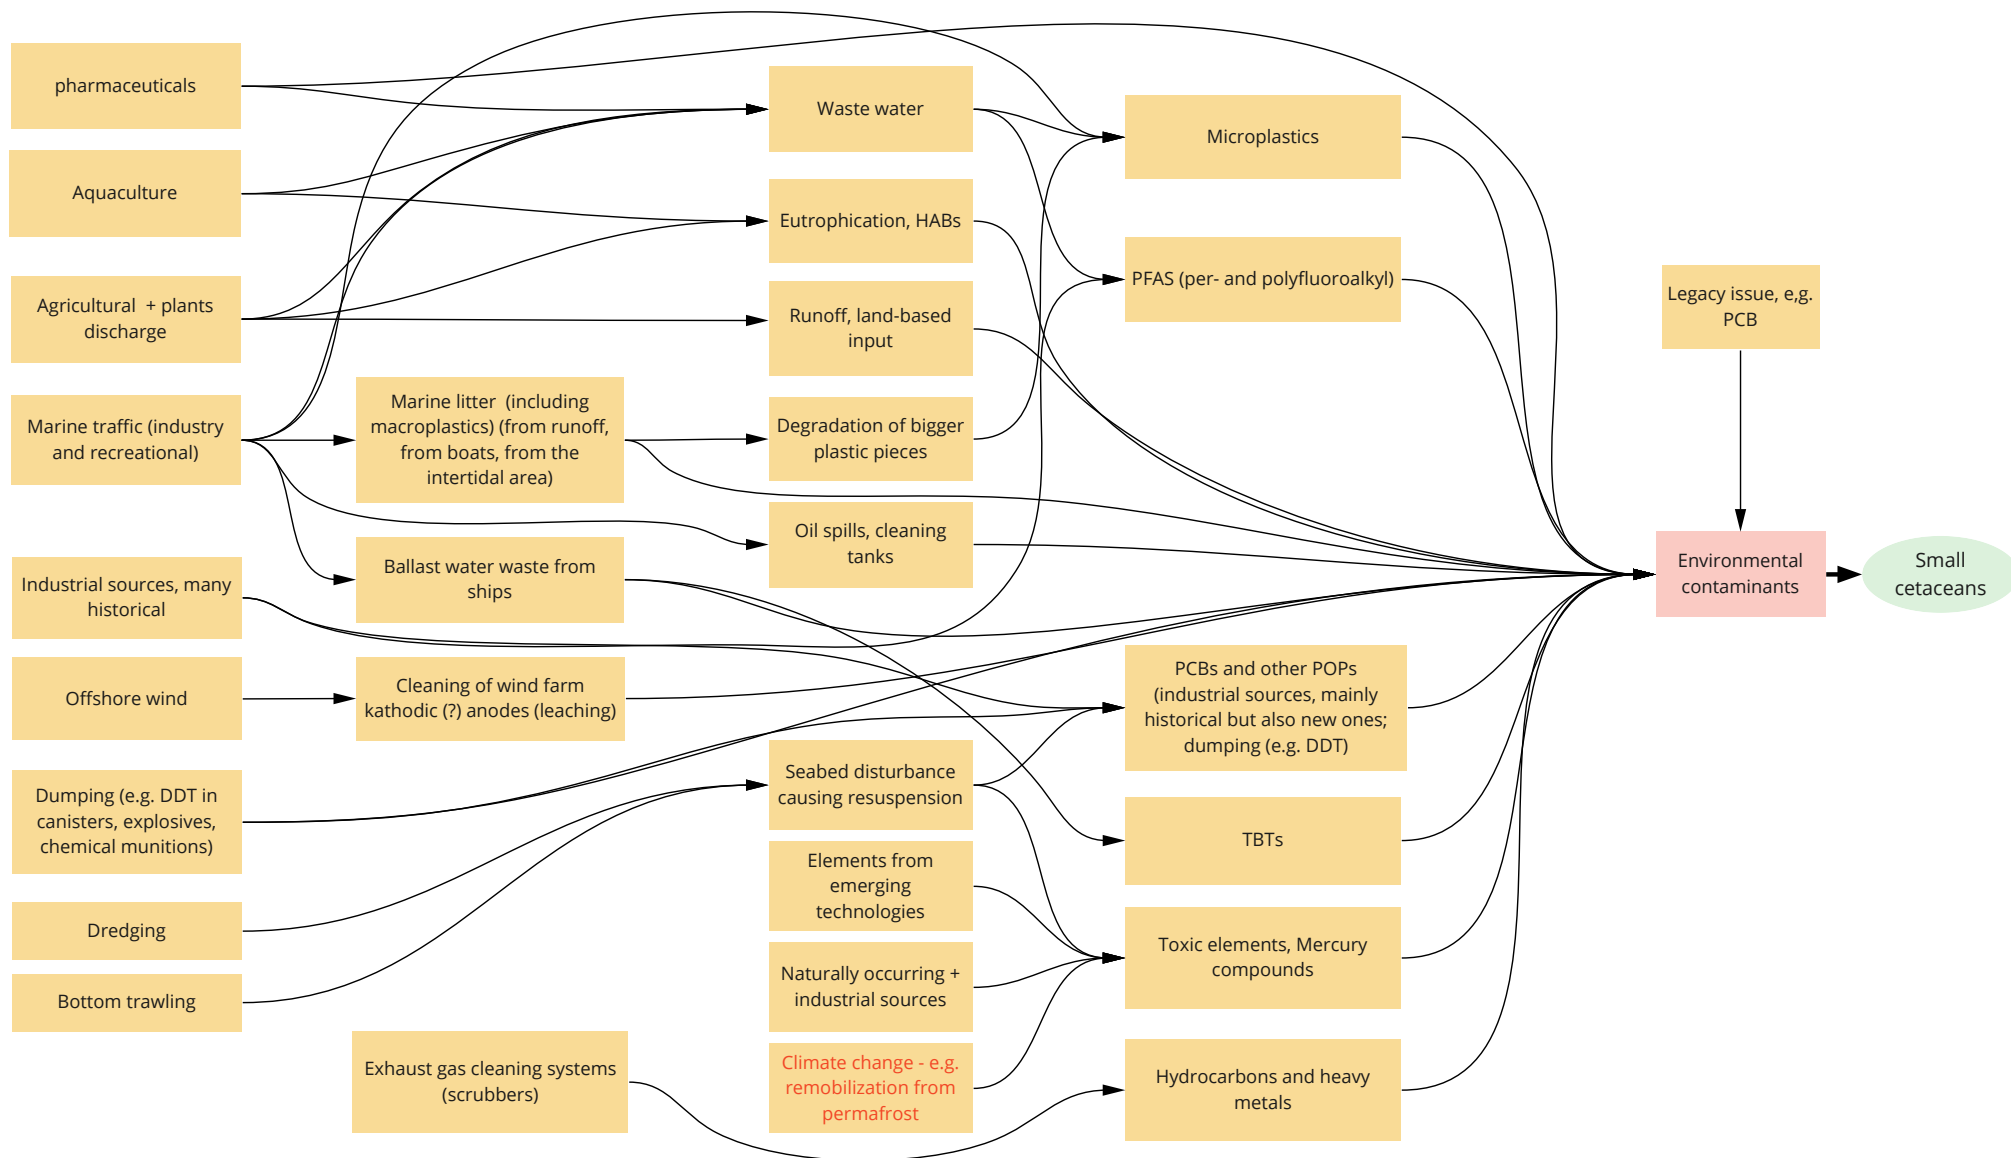 pharmaceuticals
Aquaculture
Agricultural + plants
discharge
Marine traffic (industry
and recreational)
Industrial sources, many
historical
Offshore wind
Dumping (e.g. DDT in
canisters, explosives,
chemical munitions)
Dredging
Bottom trawling
Marine litter (including
macroplastics) (from runoff,
from boats, from the
intertidal area)
Ballast water waste from
ships
Cleaning of wind farm
kathodic (?) anodes (leaching)
Exhaust gas cleaning systems
(scrubbers)
Waste water
Eutrophication, HABs
Runoff, land-based
input
Degradation of bigger
plastic pieces
Oil spills, cleaning
tanks
Seabed disturbance
causing resuspension
Elements from
emerging
technologies
Naturally occurring +
industrial sources
Climate change - e.g.
remobilization from
permafrost
Microplastics
PFAS (per- and polyfluoroalkyl)
PCBs and other POPs
(industrial sources, mainly
historical but also new ones;
dumping (e.g. DDT)
TBTs
Toxic elements, Mercury
compounds
Hydrocarbons and heavy
metals
Legacy issue, e,g.
PCB
Environmental
contaminants
Small
cetaceans